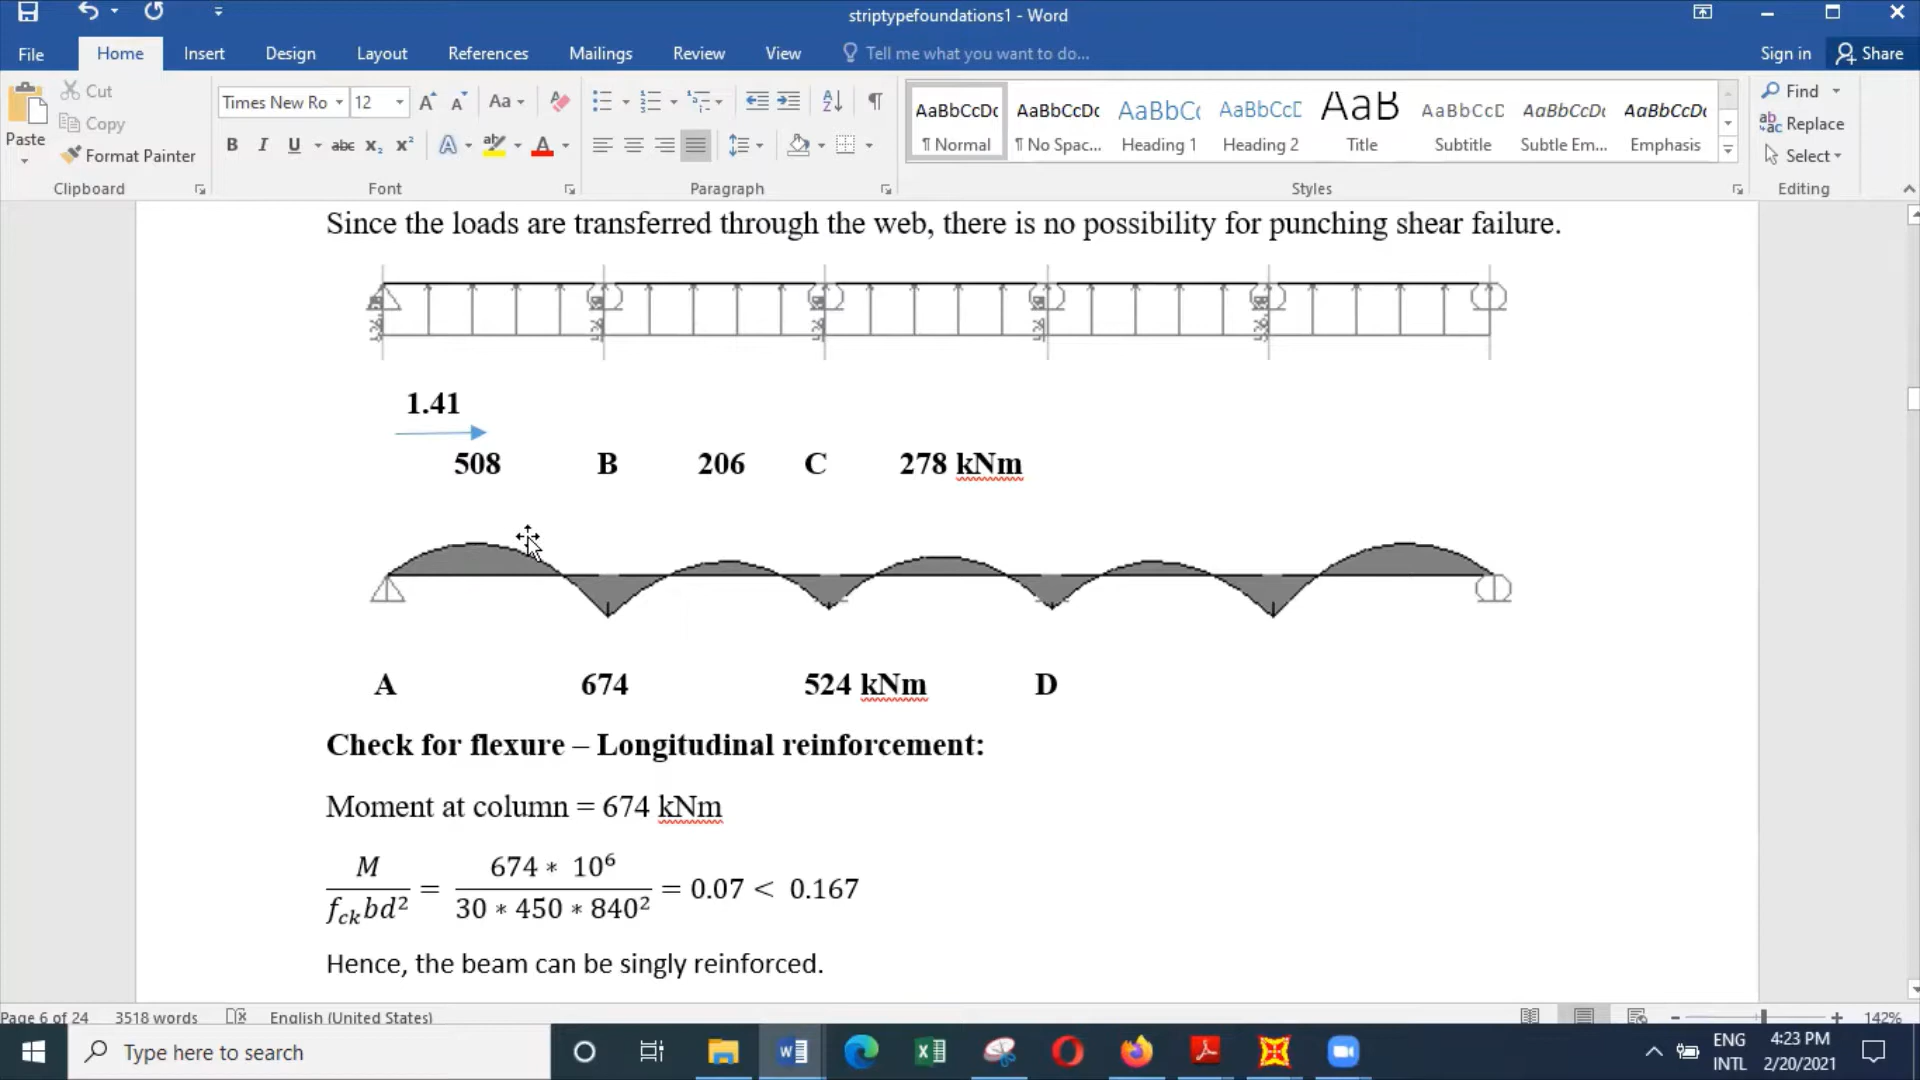 striptypefoundations1 - Word
File Home Insert Design Layout References Mailings Review View Tell me what you want to do... Sign in Share
Paste Cut Copy Format Painter
Times New Ro 12
AaBbCcDc AaBbCcDc AaBbCc AaBbCcD AaB AaBbCcD AaBbCcDc AaBbCcDc
¶ Normal ¶ No Spac... Heading 1 Heading 2 Title Subtitle Subtle Em... Emphasis
Find
Replace
Select
Clipboard Font Paragraph Styles Editing
Since the loads are transferred through the web, there is no possibility for punching shear failure.
1.41
508 B 206 C 278 kNm
A 674 524 kNm D
Check for flexure – Longitudinal reinforcement:
Moment at column = 674 kNm
M / f_ck bd² = 674 ∗ 10⁶ / 30 ∗ 450 ∗ 840² = 0.07 < 0.167
Hence, the beam can be singly reinforced.
Page 6 of 24 3518 words English (United States) 142%
Type here to search
ENG 4:23 PM
INTL 2/20/2021